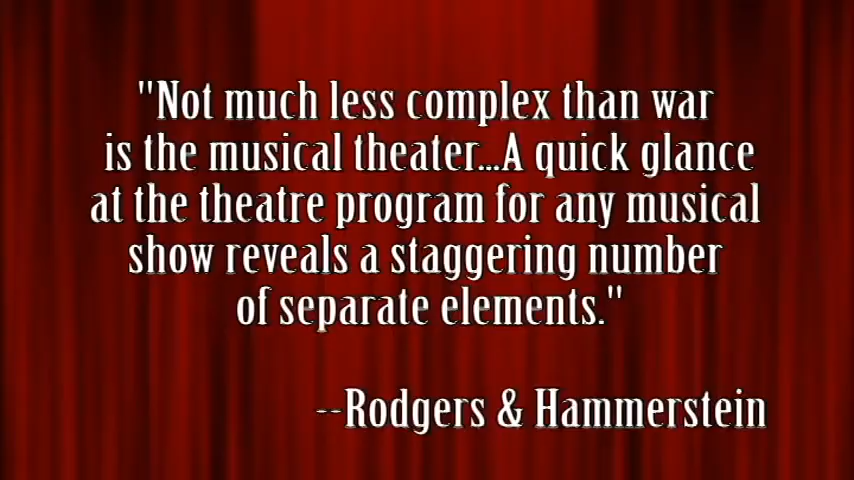 "Not much less complex than war
is the musical theater...A quick glance
at the theatre program for any musical
show reveals a staggering number
of separate elements."
--Rodgers & Hammerstein